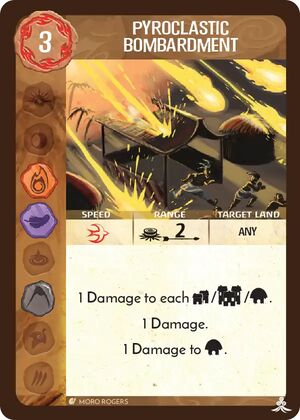 3
PYROCLASTIC
BOMBARDMENT
SPEED RANGE TARGET LAND
2 ANY
1 Damage to each / / .
1 Damage.
1 Damage to .
MORO ROGERS